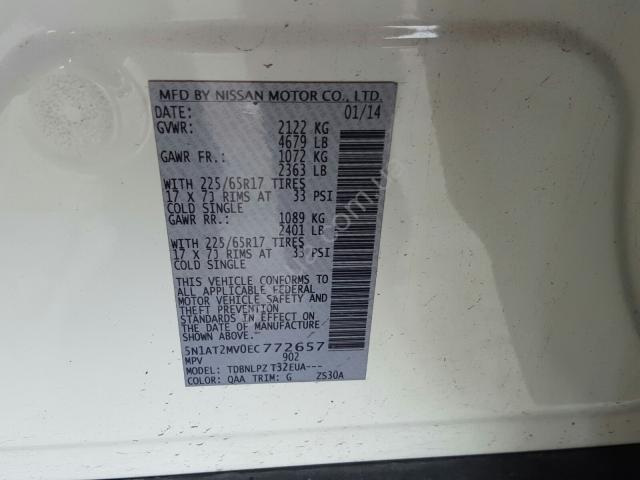 MFD BY NISSAN MOTOR CO., LTD.
DATE: 01/14
GVWR: 2122 KG
4679 LB
GAWR FR.: 1072 KG
2363 LB
WITH 225/65R17 TIRES
17 X 7J RIMS AT 33 PSI
COLD SINGLE
GAWR RR.: 1089 KG
2401 LB
WITH 225/65R17 TIRES
17 X 7J RIMS AT 33 PSI
COLD SINGLE
THIS VEHICLE CONFORMS TO
ALL APPLICABLE FEDERAL
MOTOR VEHICLE SAFETY AND
THEFT PREVENTION
STANDARDS IN EFFECT ON
THE DATE OF MANUFACTURE
SHOWN ABOVE.
5N1AT2MV0EC772657
MPV 902
MODEL: TDBNLPZ T32EUA---
COLOR: QAA TRIM: G ZS30A